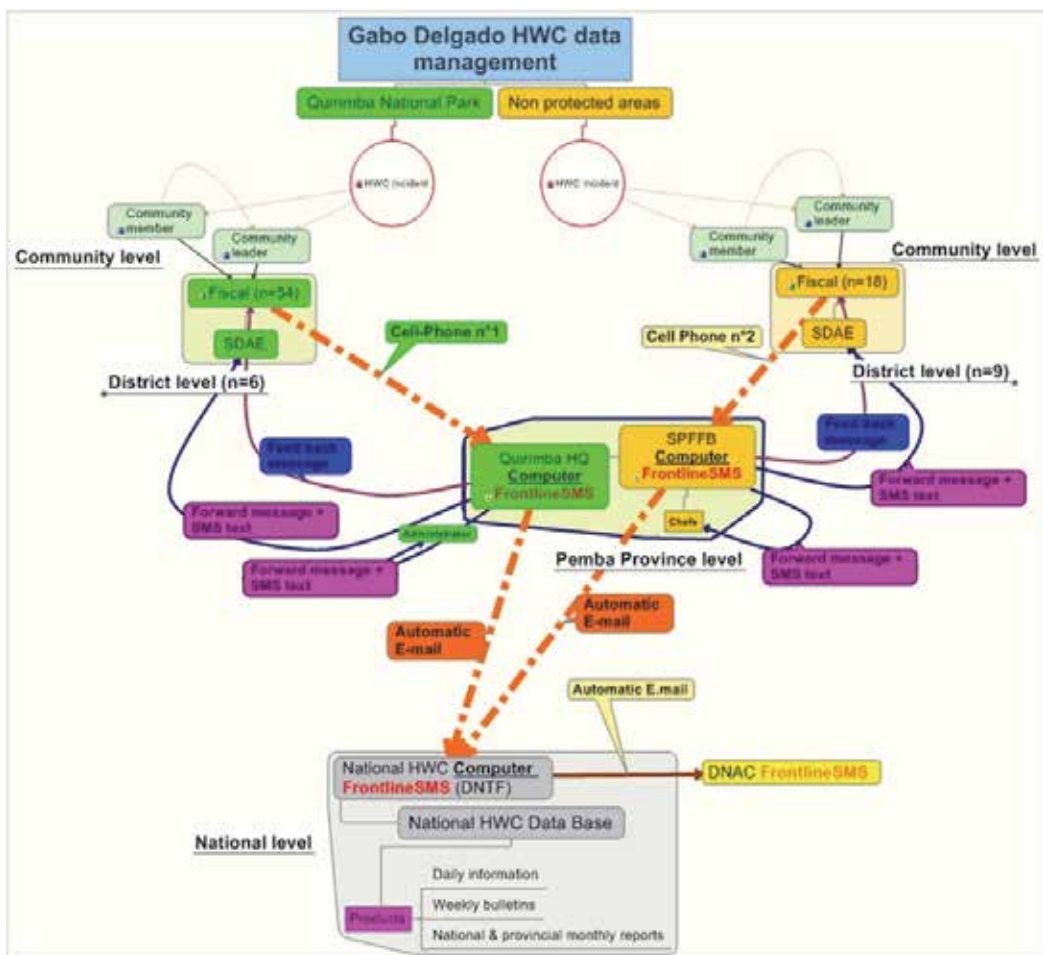 Gabo Delgado HWC data
management
Qurimba National Park
Non protected areas
HWC incident
HWC incident
Community
member
Community
leader
Community level
Fiscal (n=54)
SDAE
District level (n=6)
Community
leader
Community
member
Community level
Fiscal (n=18)
SDAE
District level (n=9)
Cell-Phone n°1
Cell Phone n°2
Feed back
message
Feed back
message
Qurimba HQ
Computer
FrontlineSMS
SPFFB
Computer
FrontlineSMS
Chefs
Administrator
Forward message +
SMS text
Forward message +
SMS text
Forward message +
SMS text
Forward message +
SMS text
Pemba Province level
Automatic
E-mail
Automatic
E-mail
Automatic E.mail
National HWC Computer
FrontlineSMS (DNTF)
DNAC FrontlineSMS
National HWC Data Base
National level
Daily information
Weekly bulletins
Products
National & provincial monthly reports